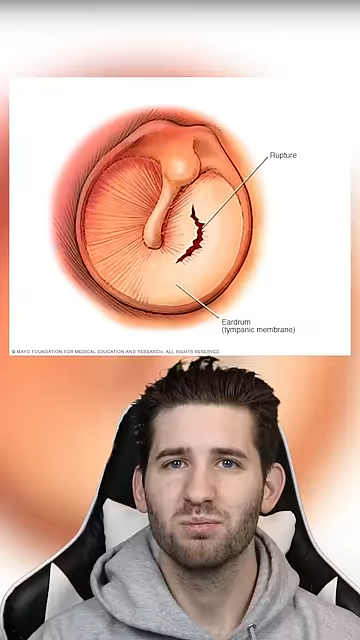 Rupture
Eardrum
(tympanic membrane)
© MAYO FOUNDATION FOR MEDICAL EDUCATION AND RESEARCH. ALL RIGHTS RESERVED.